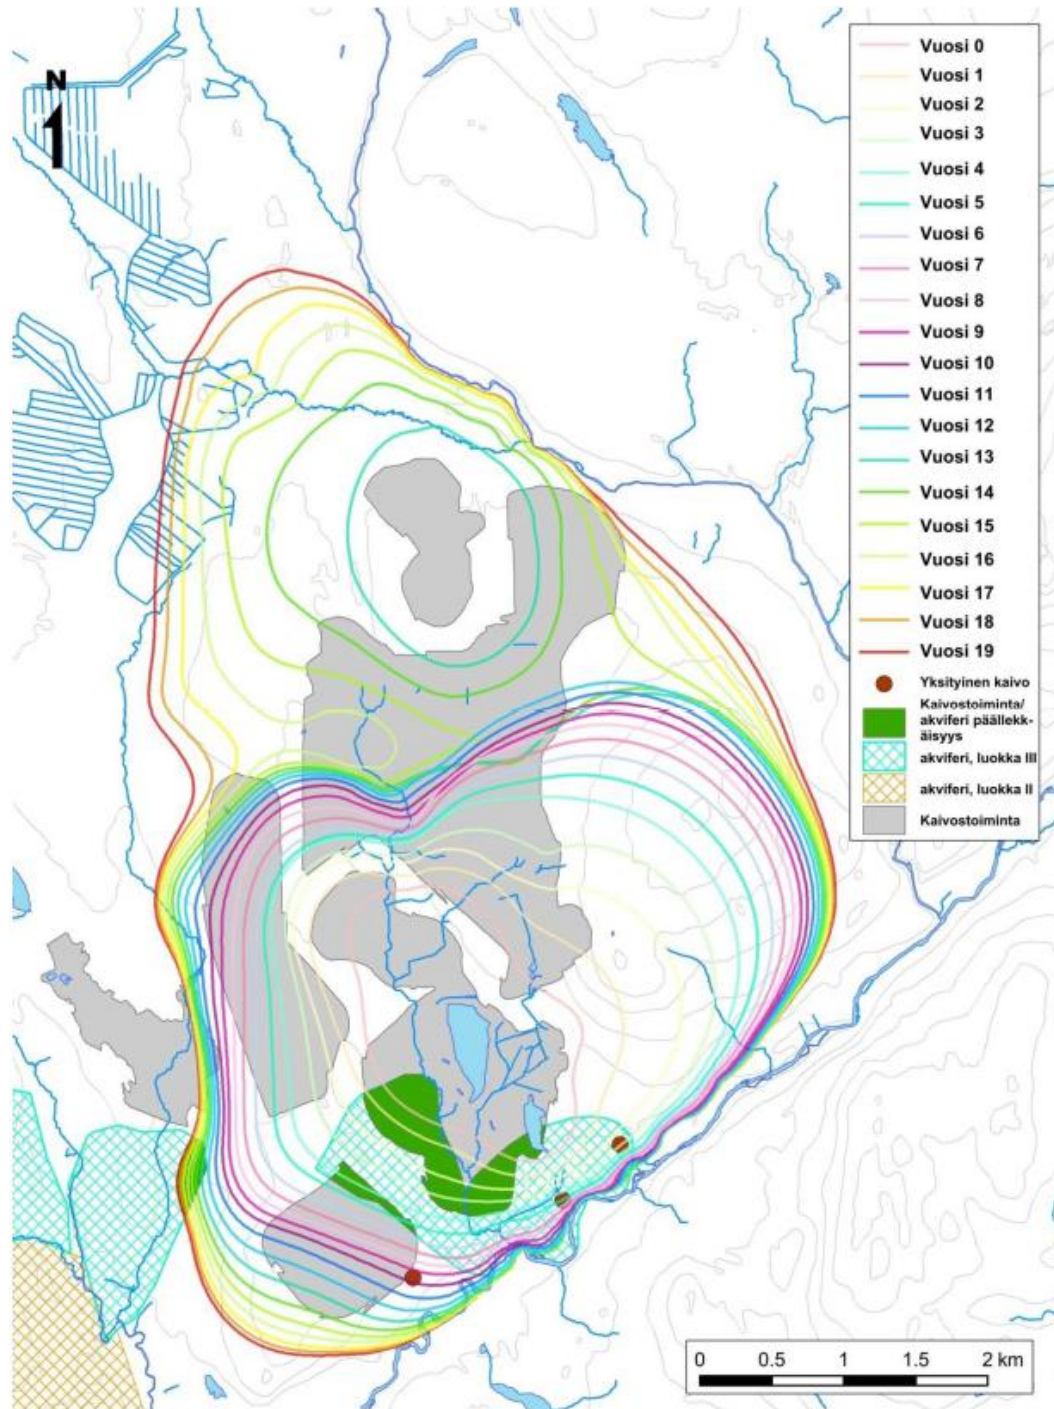 N
Vuosi 0
Vuosi 1
Vuosi 2
Vuosi 3
Vuosi 4
Vuosi 5
Vuosi 6
Vuosi 7
Vuosi 8
Vuosi 9
Vuosi 10
Vuosi 11
Vuosi 12
Vuosi 13
Vuosi 14
Vuosi 15
Vuosi 16
Vuosi 17
Vuosi 18
Vuosi 19
Yksityinen kaivo
Kaivostoiminta/
akviferi päällekk-
äisyys
akviferi, luokka III
akviferi, luokka II
Kaivostoiminta
0 0.5 1 1.5 2 km